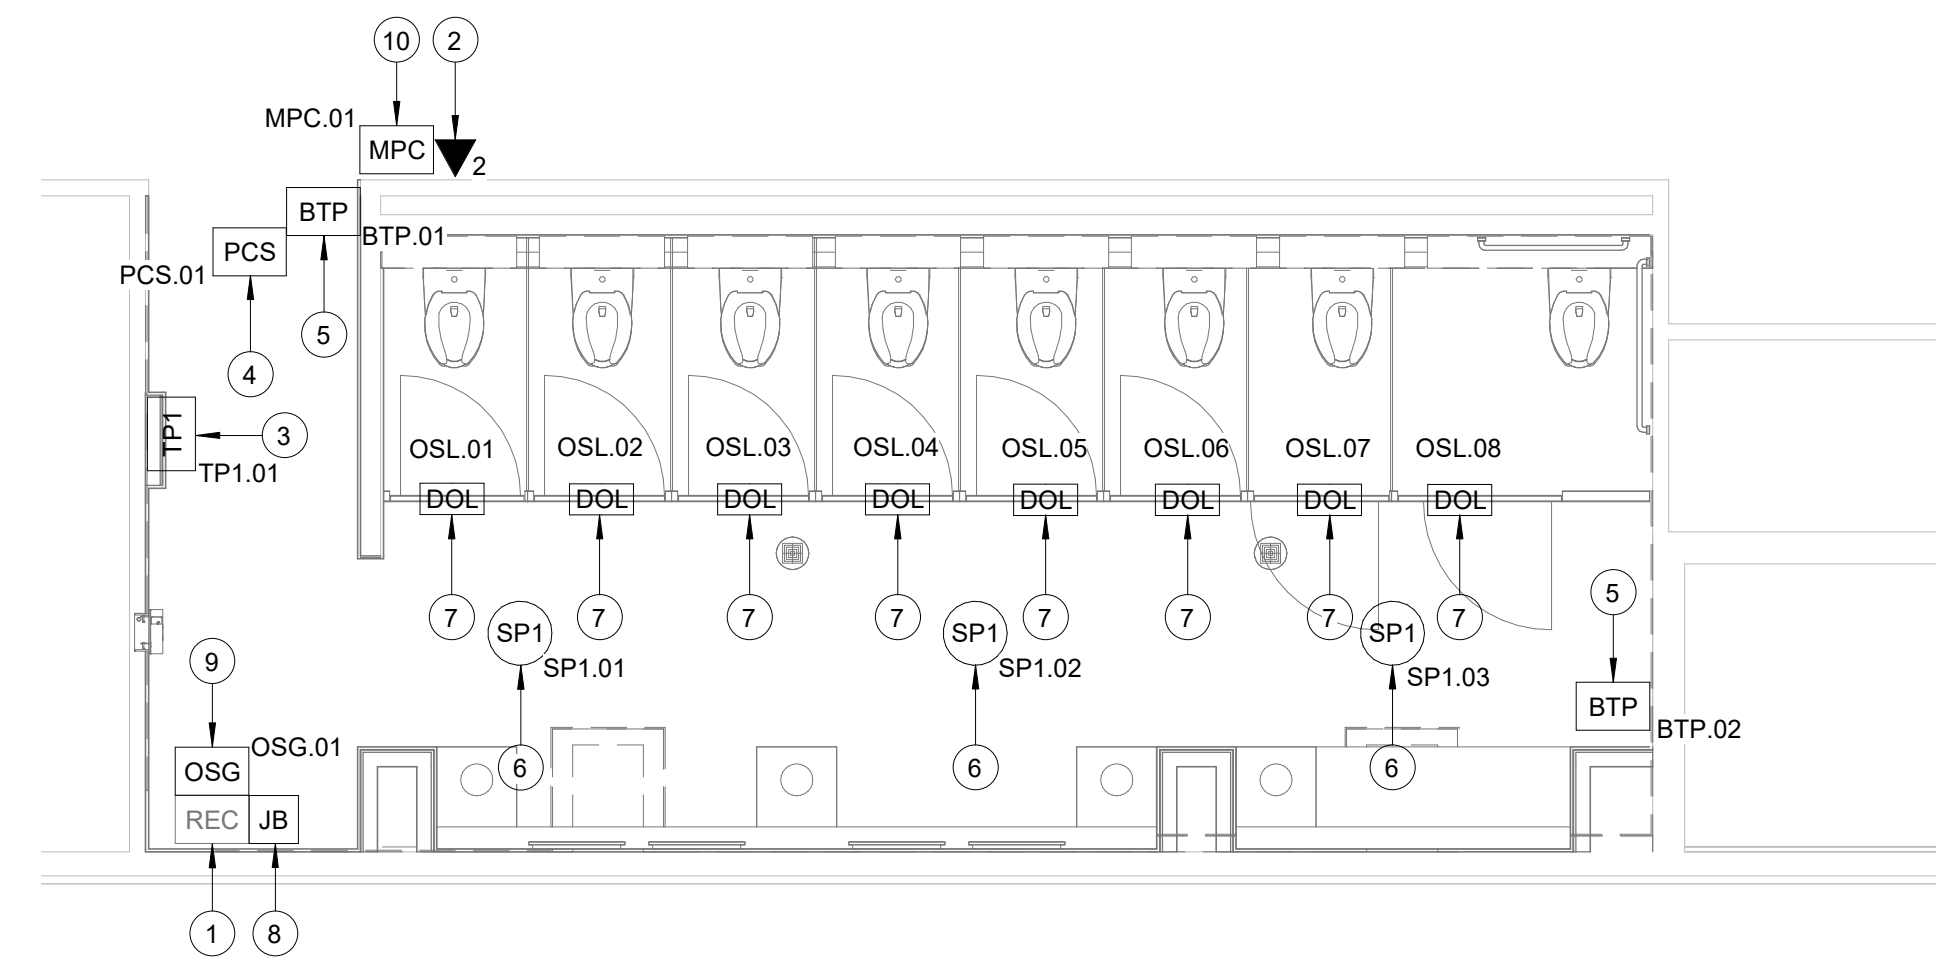 10
2
MPC.01
MPC
2
BTP
BTP.01
PCS
PCS.01
5
4
TP1
3
TP1.01
OSL.01
OSL.02
OSL.03
OSL.04
OSL.05
OSL.06
OSL.07
OSL.08
DOL
DOL
DOL
DOL
DOL
DOL
DOL
DOL
7
7
7
7
7
7
7
7
5
SP1
SP1.01
SP1
SP1.02
SP1
SP1.03
9
BTP
BTP.02
OSG.01
OSG
6
6
6
REC
JB
1
8